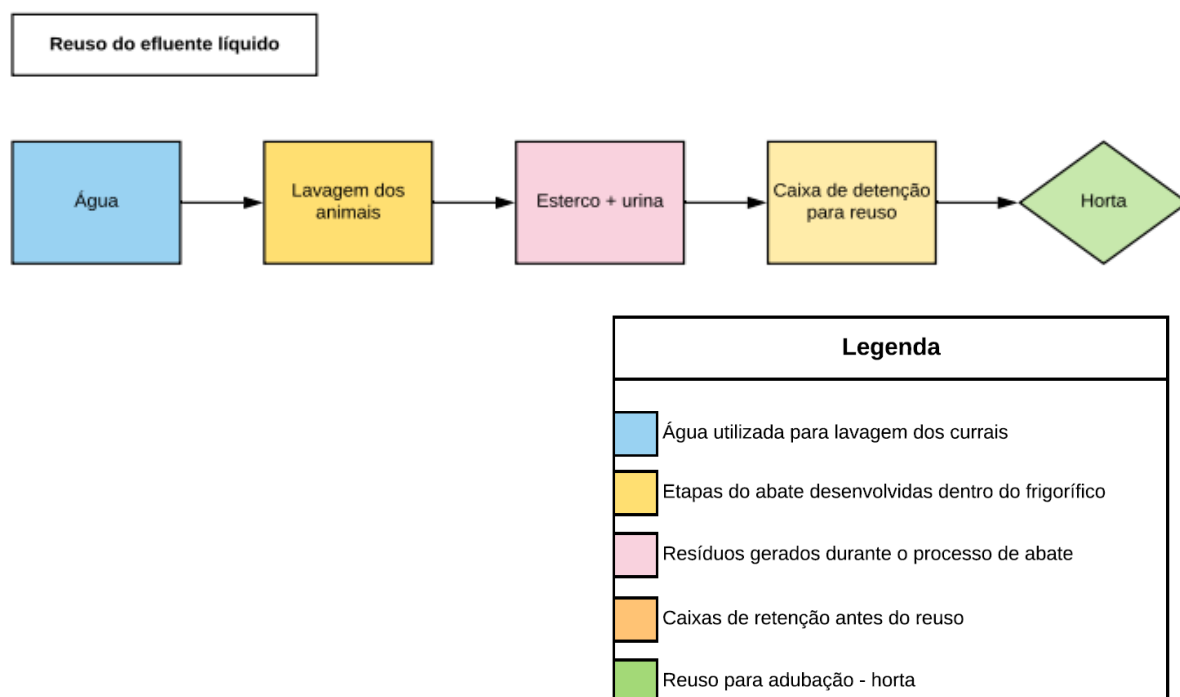 Reuso do efluente líquido
Água
Lavagem dos
animais
Esterco + urina
Caixa de detenção
para reuso
Horta
Legenda
Água utilizada para lavagem dos currais
Etapas do abate desenvolvidas dentro do frigorífico
Resíduos gerados durante o processo de abate
Caixas de retenção antes do reuso
Reuso para adubação - horta